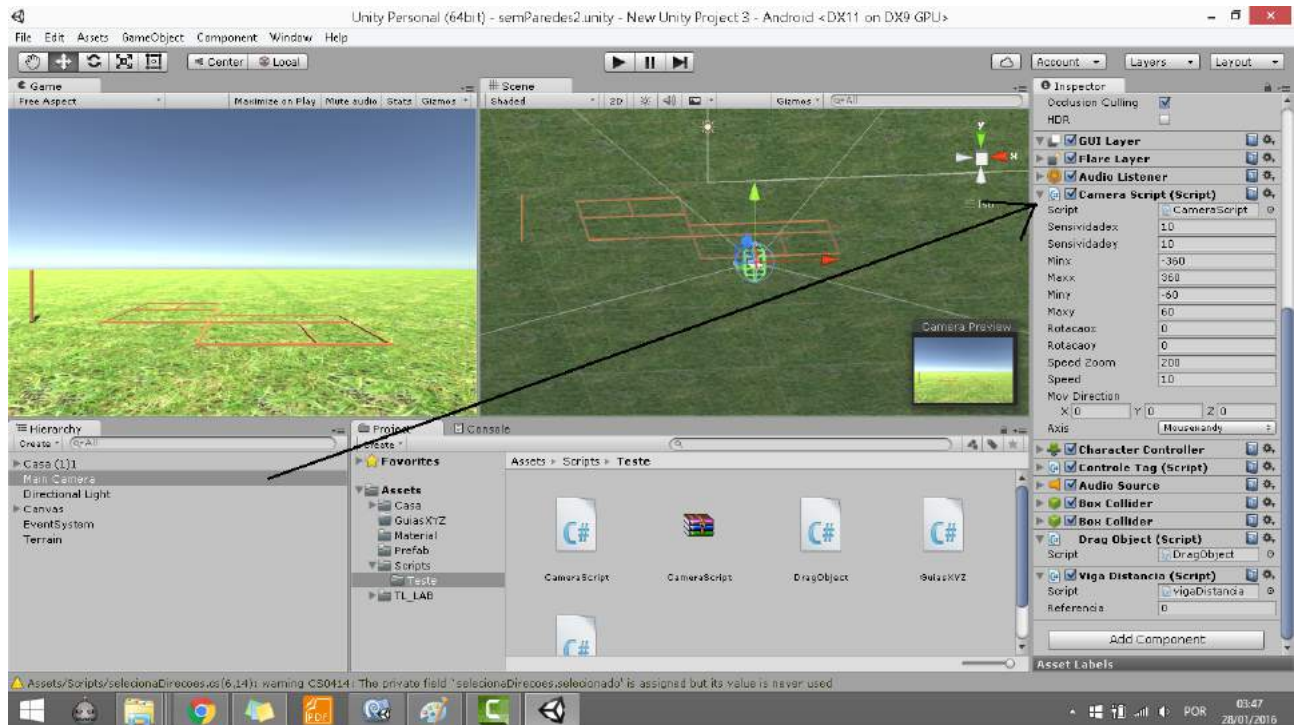 Unity Personal (64bit) - semParedes2.unity - New Unity Project 3 - Android <DX11 on DX9 GPU>
File Edit Assets GameObject Component Window Help
Center Local
Account Layers Layout
Game
Free Aspect Maximize on Play Mute audio Stats Gizmos
Scene
Shaded 2D Gizmos Q▾All
y
x
Iso
Camera Preview
Inspector
Occlusion Culling
HDR
GUI Layer
Flare Layer
Audio Listener
Camera Script (Script)
Script CameraScript
Sensividadex 10
Sensividadey 10
Minx -360
Maxx 360
Miny -60
Maxy 60
Rotacaox 0
Rotacaoy 0
Speed Zoom 200
Speed 10
Mov Direction
X 0 Y 0 Z 0
Axis Mousexandy
Character Controller
Controle Tag (Script)
Audio Source
Box Collider
Box Collider
Drag Object (Script)
Script DragObject
Viga Distancia (Script)
Script vigaDistancia
Referencia 0
Add Component
Asset Labels
Hierarchy
Create Q▾All
Casa (1)1
Main Camera
Directional Light
Canvas
EventSystem
Terrain
Project Console
Create
Favorites
Assets
Casa
GuiasXYZ
Material
Prefab
Scripts
Teste
TL_LAB
Assets ▸ Scripts ▸ Teste
C# C# C#
CameraScript CameraScript DragObject GuiasXYZ
C#
Assets/Scripts/selecionaDirecoes.cs(6,14): warning CS0414: The private field `selecionaDirecoes.selecionado' is assigned but its value is never used
PDF
POR
03:47
28/01/2016